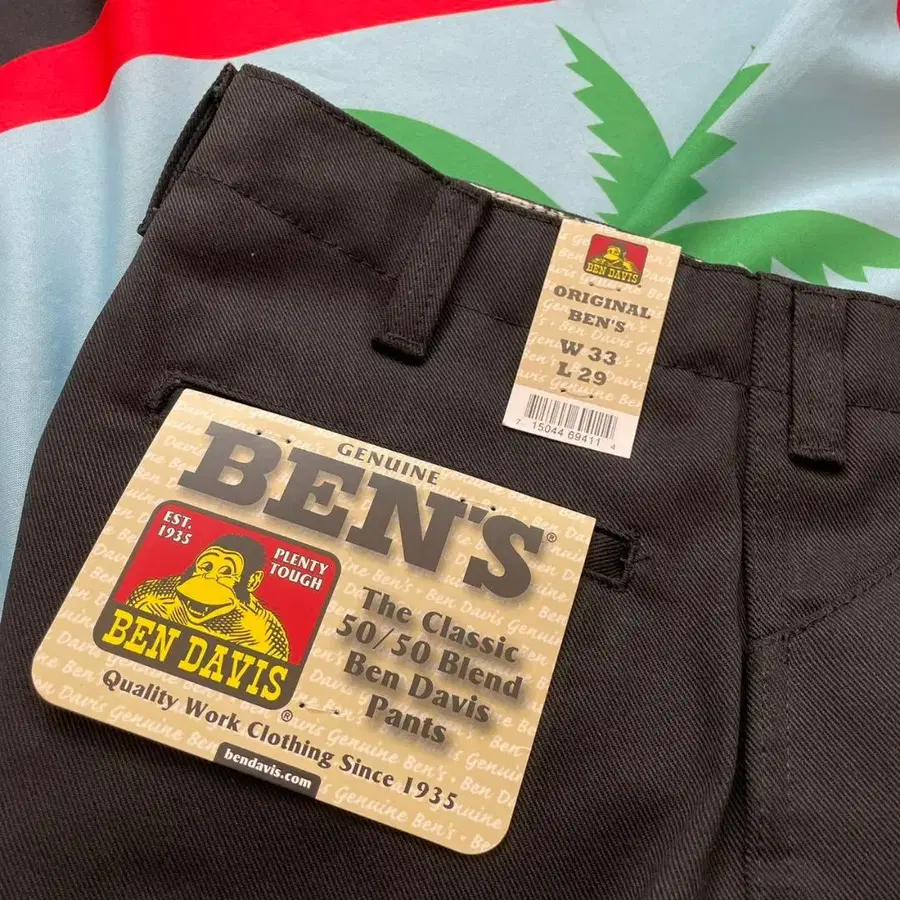 BEN DAVIS
ORIGINAL
BEN'S
W 33
L 29
7 15044 69411 4
GENUINE
BEN'S®
EST.
1935
PLENTY
TOUGH
BEN DAVIS
®
The Classic
50/50 Blend
Ben Davis
Pants
Quality Work Clothing Since 1935
bendavis.com